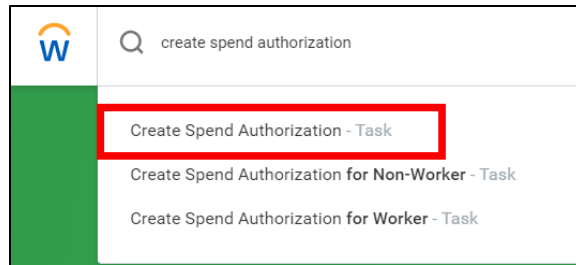 W
create spend authorization
Create Spend Authorization - Task
Create Spend Authorization for Non-Worker - Task
Create Spend Authorization for Worker - Task